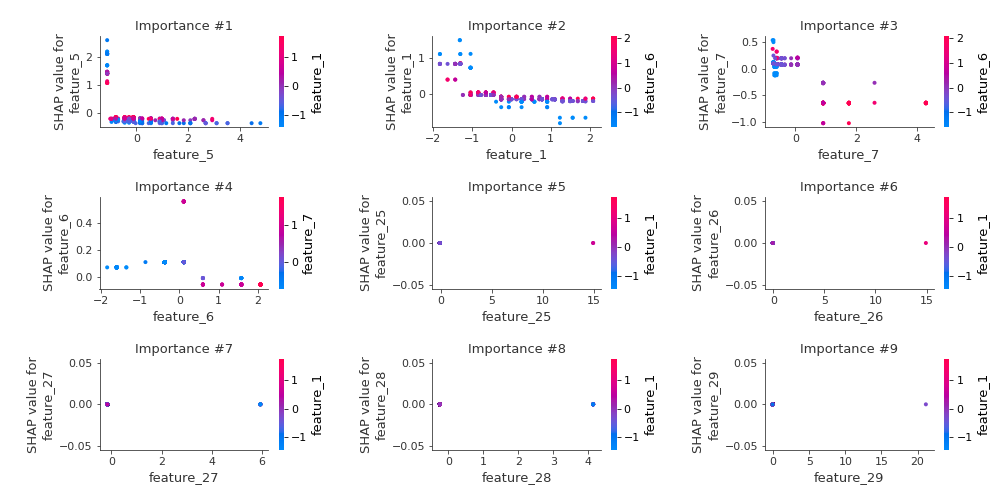 Importance #1
SHAP value for
feature_5
2
1
0
0
2
4
feature_5
1
0
−1
feature_1
Importance #2
SHAP value for
feature_1
1
0
−2
−1
0
1
2
feature_1
2
1
0
−1
feature_6
Importance #3
SHAP value for
feature_7
0.5
0.0
−0.5
−1.0
0
2
4
feature_7
2
1
0
−1
feature_6
Importance #4
SHAP value for
feature_6
0.4
0.2
0.0
−2
−1
0
1
2
feature_6
1
0
feature_7
Importance #5
SHAP value for
feature_25
0.05
0.00
−0.05
0
5
10
15
feature_25
1
0
−1
feature_1
Importance #6
SHAP value for
feature_26
0.05
0.00
−0.05
0
5
10
15
feature_26
1
0
−1
feature_1
Importance #7
SHAP value for
feature_27
0.05
0.00
−0.05
0
2
4
6
feature_27
1
0
−1
feature_1
Importance #8
SHAP value for
feature_28
0.05
0.00
−0.05
0
1
2
3
4
feature_28
1
0
−1
feature_1
Importance #9
SHAP value for
feature_29
0.05
0.00
−0.05
0
5
10
15
20
feature_29
1
0
−1
feature_1